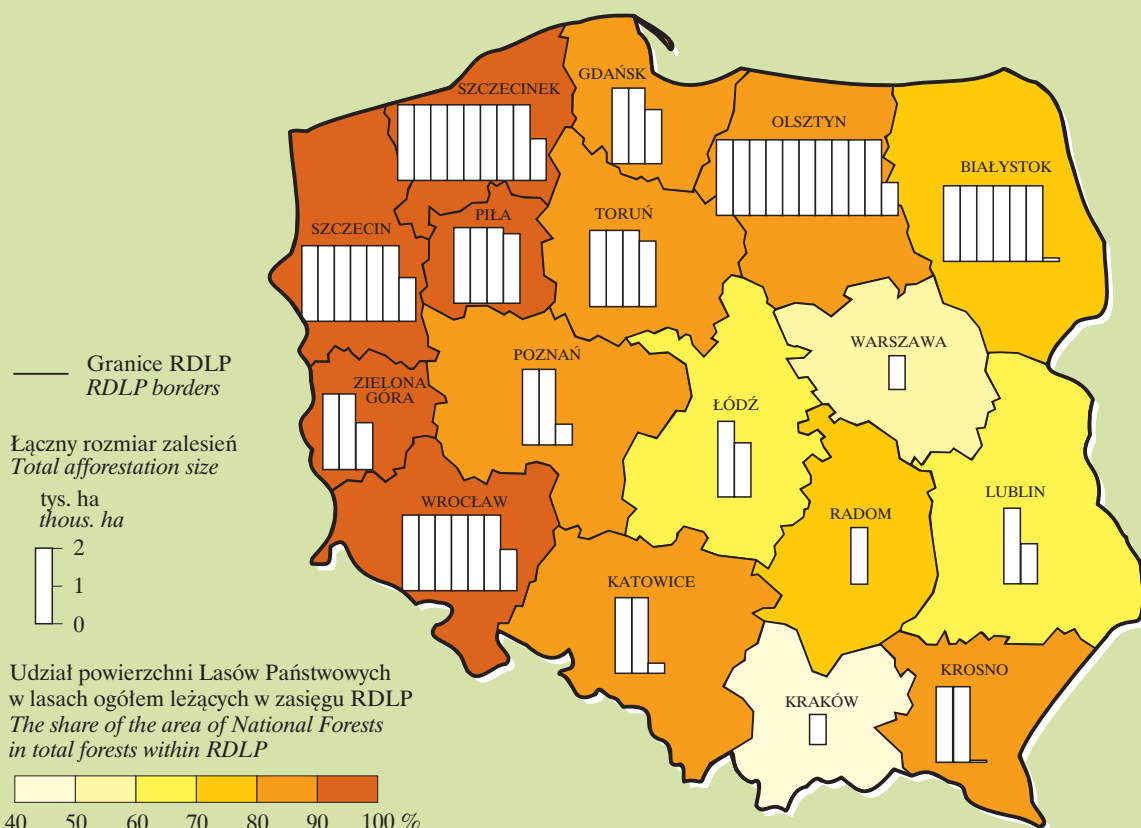 GDAŃSK
SZCZECINEK
OLSZTYN
BIAŁYSTOK
PIŁA
TORUŃ
SZCZECIN
WARSZAWA
POZNAŃ
ZIELONA
GÓRA
ŁÓDŹ
LUBLIN
WROCŁAW
RADOM
KATOWICE
KROSNO
KRAKÓW
Granice RDLP
RDLP borders
Łączny rozmiar zalesień
Total afforestation size
tys. ha
thous. ha
2
1
0
Udział powierzchni Lasów Państwowych
w lasach ogółem leżących w zasięgu RDLP
The share of the area of National Forests
in total forests within RDLP
40 50 60 70 80 90 100 %